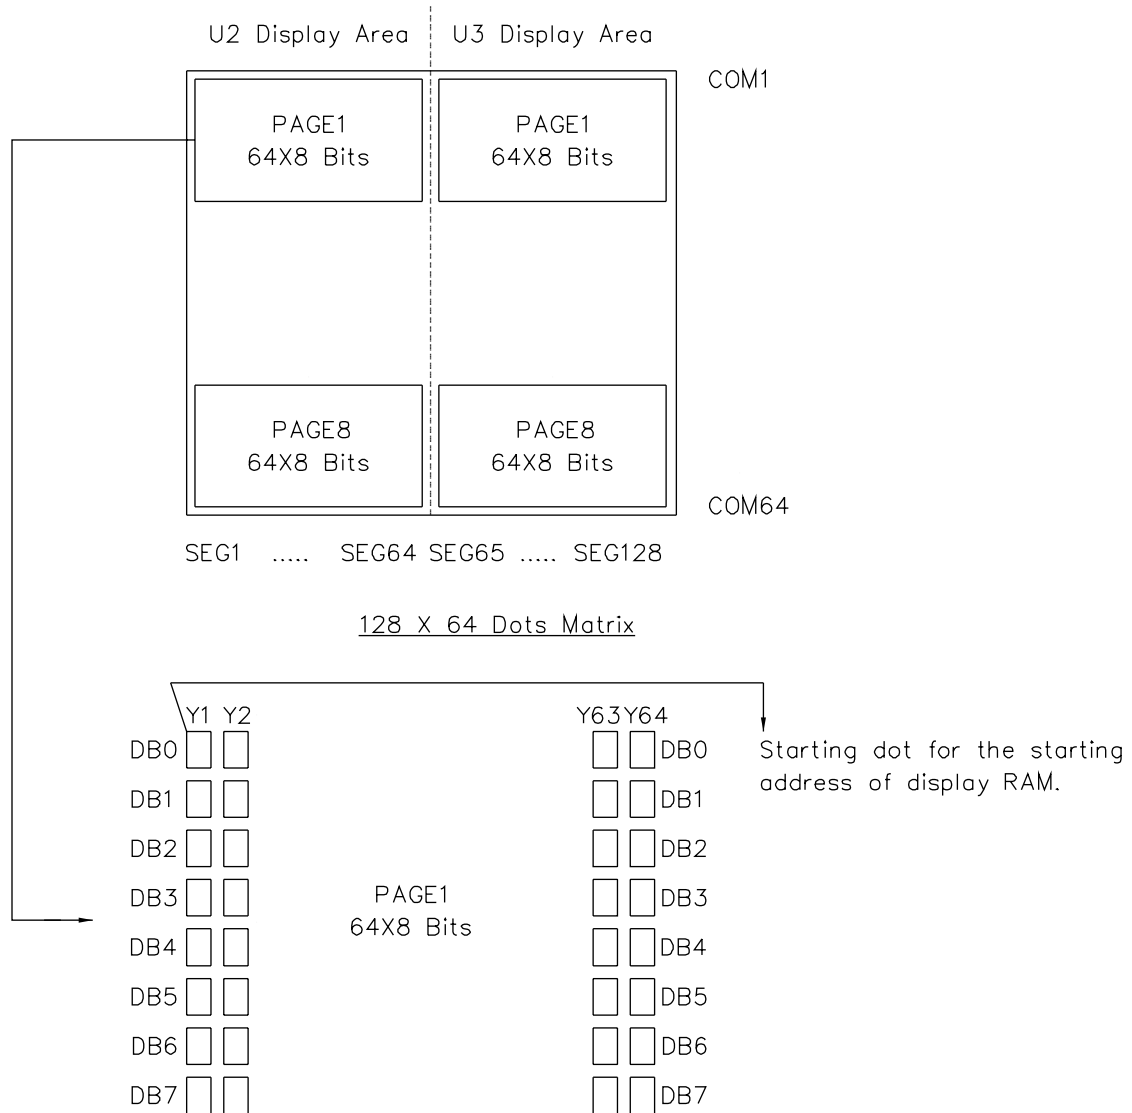 U2 Display Area U3 Display Area
COM1
PAGE1 PAGE1
64X8 Bits 64X8 Bits
PAGE8 PAGE8
64X8 Bits 64X8 Bits
COM64
SEG1 ..... SEG64 SEG65 ..... SEG128
128 X 64 Dots Matrix
Y1 Y2 Y63 Y64
DB0 DB0 Starting dot for the starting
address of display RAM.
DB1 DB1
DB2 DB2
DB3 DB3
PAGE1
64X8 Bits
DB4 DB4
DB5 DB5
DB6 DB6
DB7 DB7